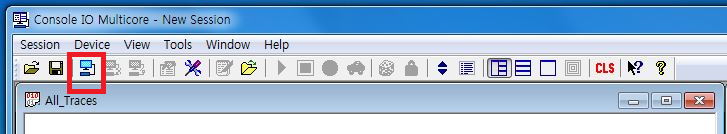 Console IO Multicore - New Session
Session Device View Tools Window Help
CLS
All_Traces